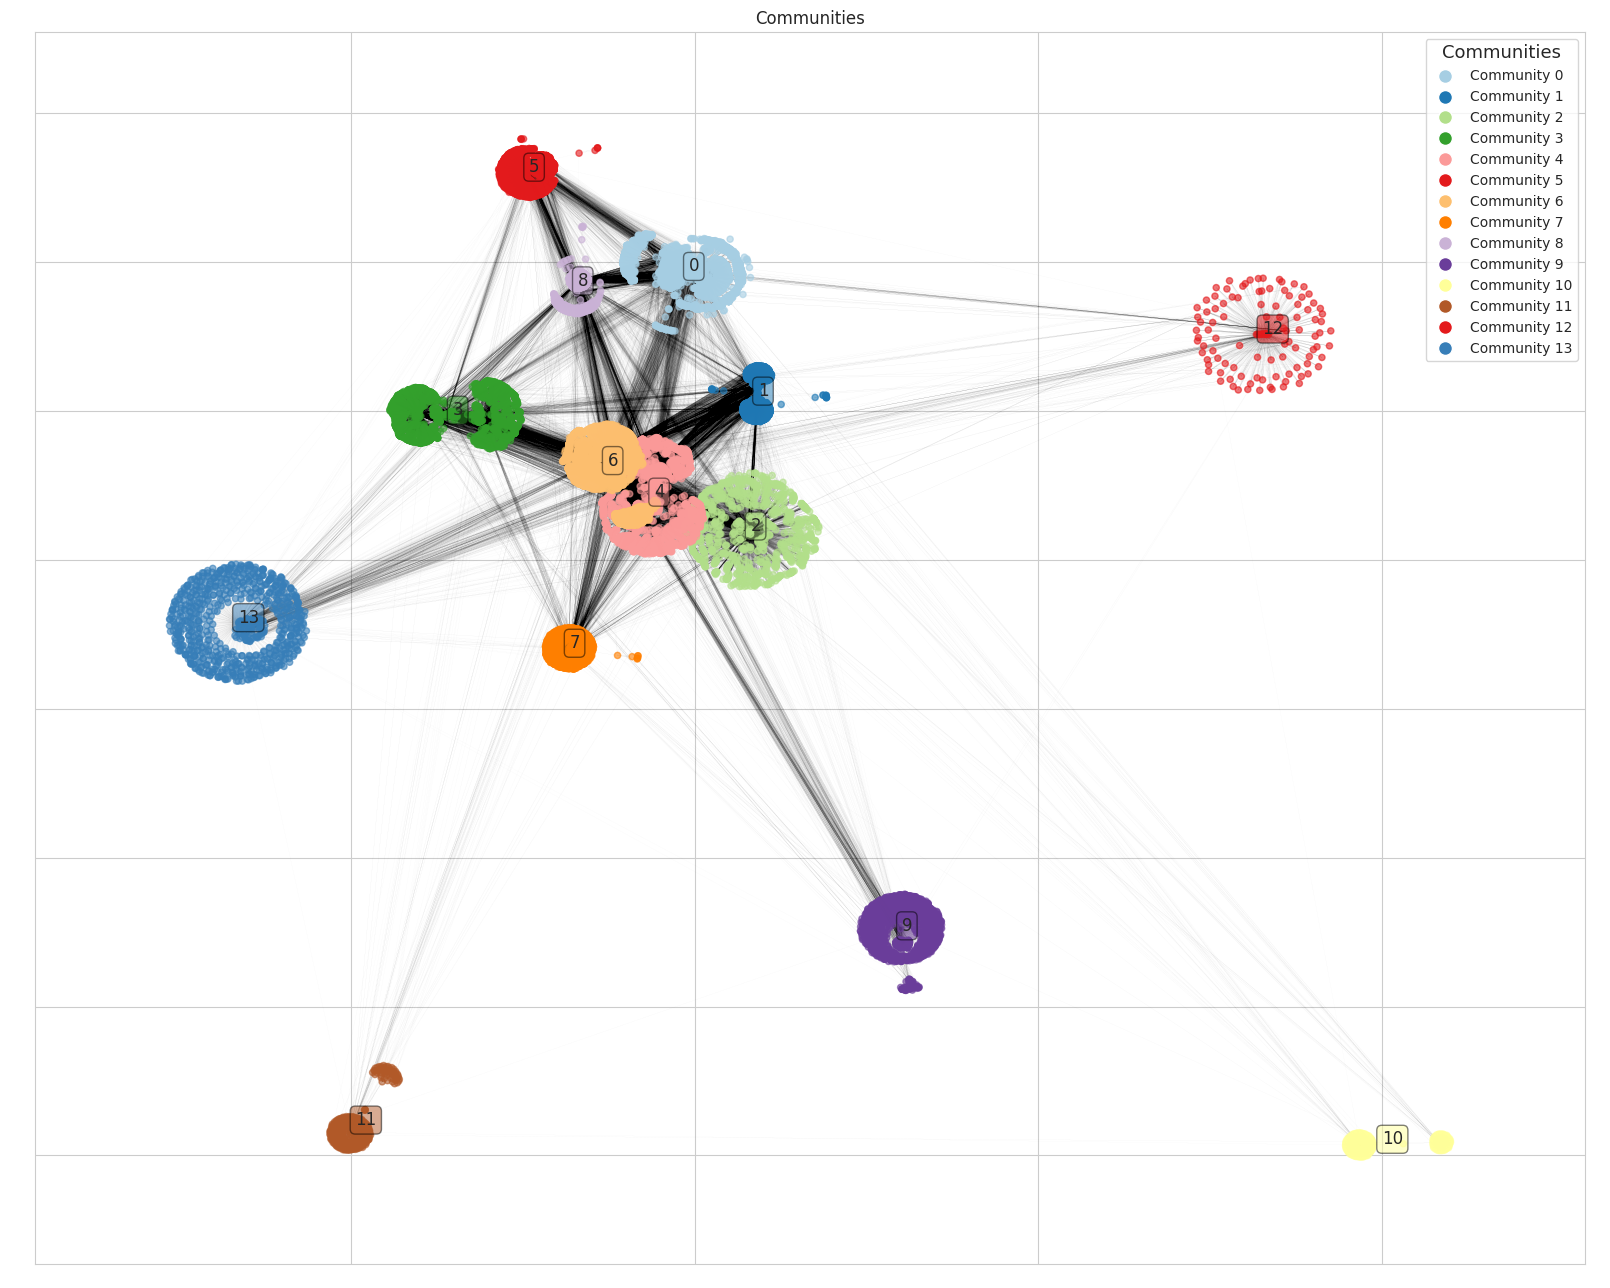 Communities
Communities
Community 0
Community 1
Community 2
Community 3
Community 4
Community 5
Community 6
Community 7
Community 8
Community 9
Community 10
Community 11
Community 12
Community 13
5
0
8
12
1
3
6
4
2
13
7
9
11
10